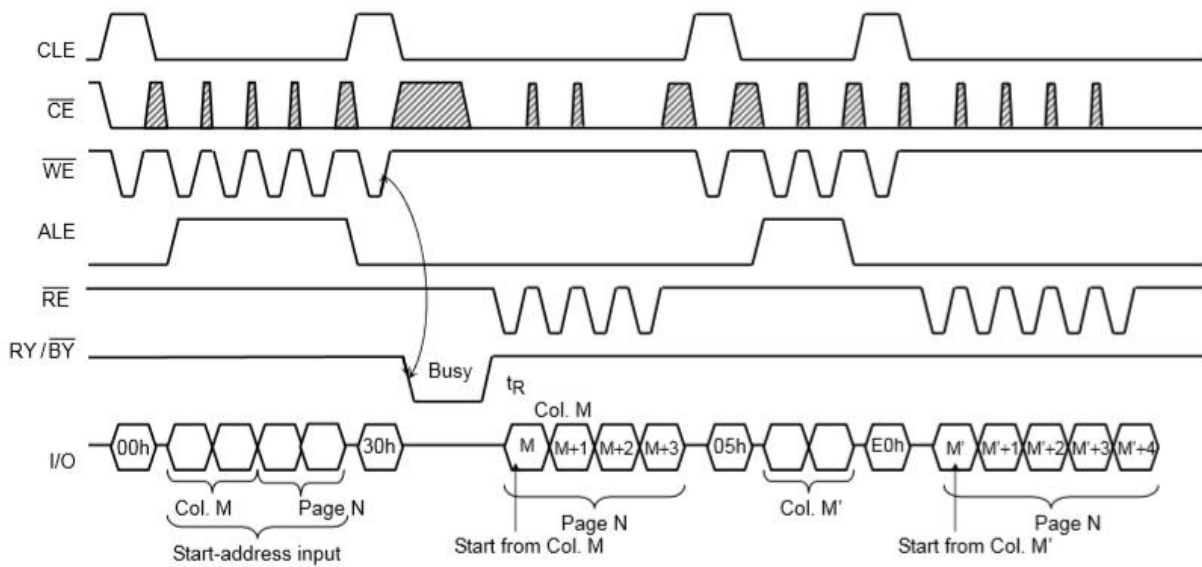 CLE
CE
WE
ALE
RE
RY/BY
Busy
tR
Col. M
I/O
00h
30h
M
M+1
M+2
M+3
05h
E0h
M'
M'+1
M'+2
M'+3
M'+4
Col. M
Page N
Start-address input
Page N
Start from Col. M
Col. M'
Page N
Start from Col. M'